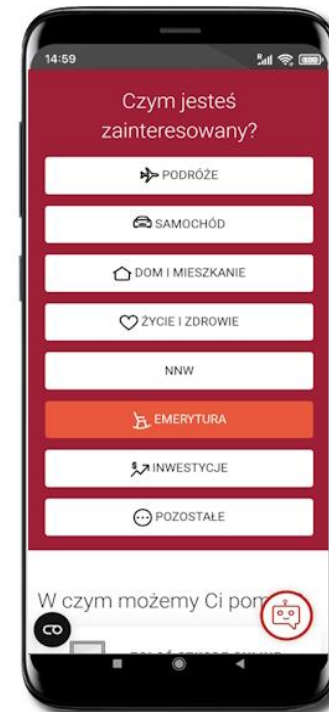 14:59
Czym jesteś
zainteresowany?
PODRÓŻE
SAMOCHÓD
DOM I MIESZKANIE
ŻYCIE I ZDROWIE
NNW
EMERYTURA
INWESTYCJE
POZOSTAŁE
W czym możemy Ci pom